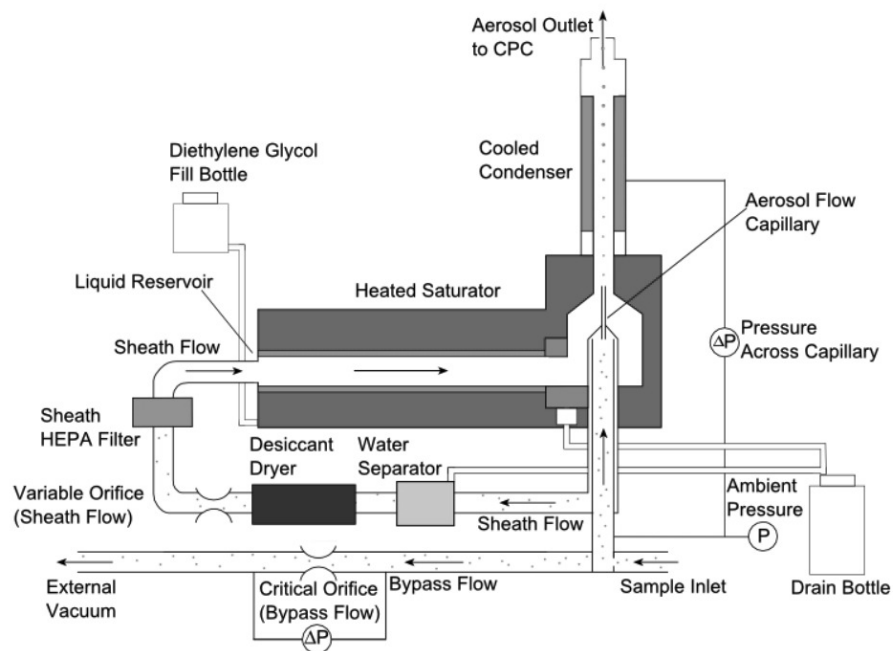 Aerosol Outlet
to CPC
Diethylene Glycol
Fill Bottle
Cooled
Condenser
Aerosol Flow
Capillary
Liquid Reservoir
Heated Saturator
Sheath Flow
ΔP
Pressure
Across Capillary
Sheath
HEPA Filter
Desiccant
Dryer
Water
Separator
Variable Orifice
(Sheath Flow)
Sheath Flow
Ambient
Pressure
P
External
Vacuum
Critical Orifice
(Bypass Flow)
Bypass Flow
Sample Inlet
Drain Bottle
ΔP